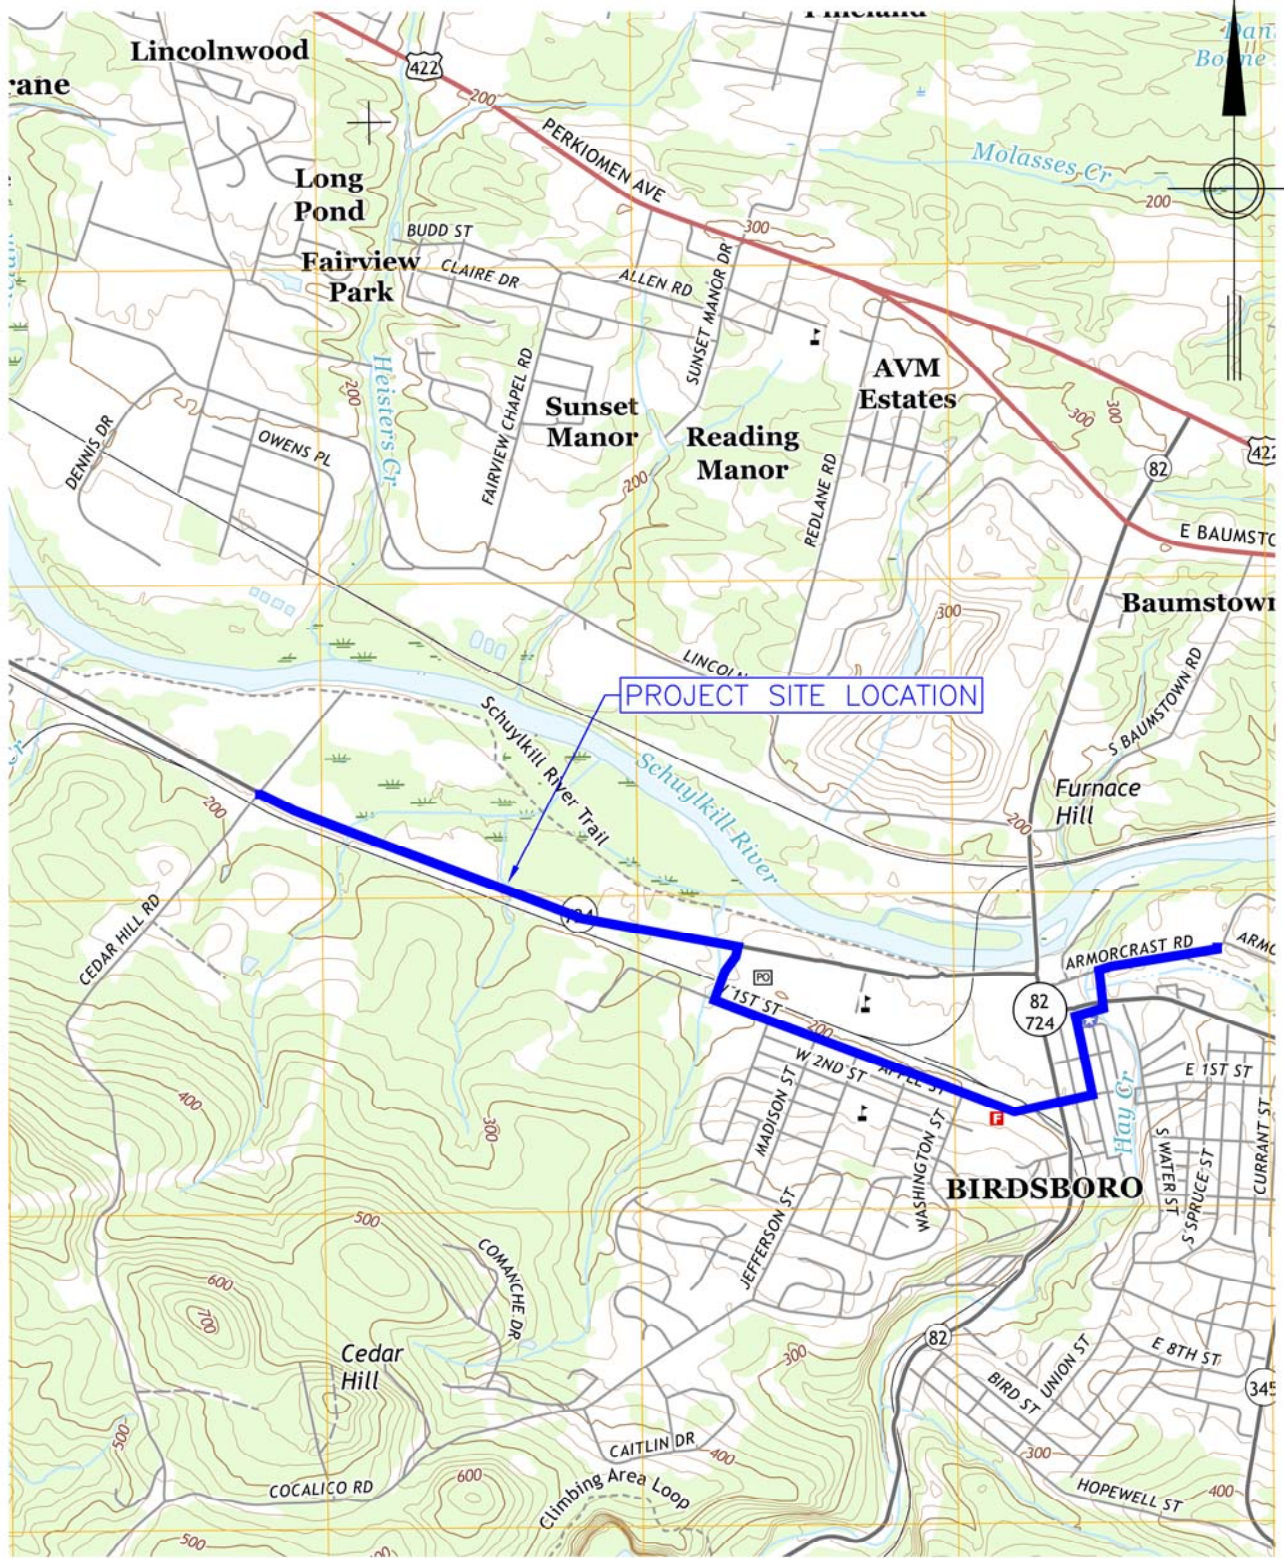 Lincolnwood
rane
422
200
PERKIOMEN AVE
Molasses Cr
200
Long
Pond
BUDD ST
Fairview
Park
CLAIRE DR
ALLEN RD
SUNSET MANOR DR
300
Heisters Cr
200
FAIRVIEW CHAPEL RD
AVM
Estates
Sunset
Manor
Reading
Manor
300
300
422
82
DENNIS DR
OWENS PL
200
REDLANE RD
E BAUMSTO
Baumstown
300
LINCOLN
S BAUMSTOWN RD
PROJECT SITE LOCATION
Schuylkill River Trail
Schuylkill River
Furnace
Hill
200
200
CEDAR HILL RD
ARMORCRAST RD
ARMO
PO
1ST ST
82
724
200
W 2ND ST
APPLE ST
E 1ST ST
MADISON ST
F
Hay Cr
400
300
WASHINGTON ST
S WATER ST
S SPRUCE ST
CURRANT ST
BIRDSBORO
JEFFERSON ST
500
COMANCHE DR
600
700
Cedar
Hill
300
82
UNION ST
E 8TH ST
BIRD ST
345
500
CAITLIN DR
400
300
600
COCALICO RD
Climbing Area Loop
HOPEWELL ST
400
500